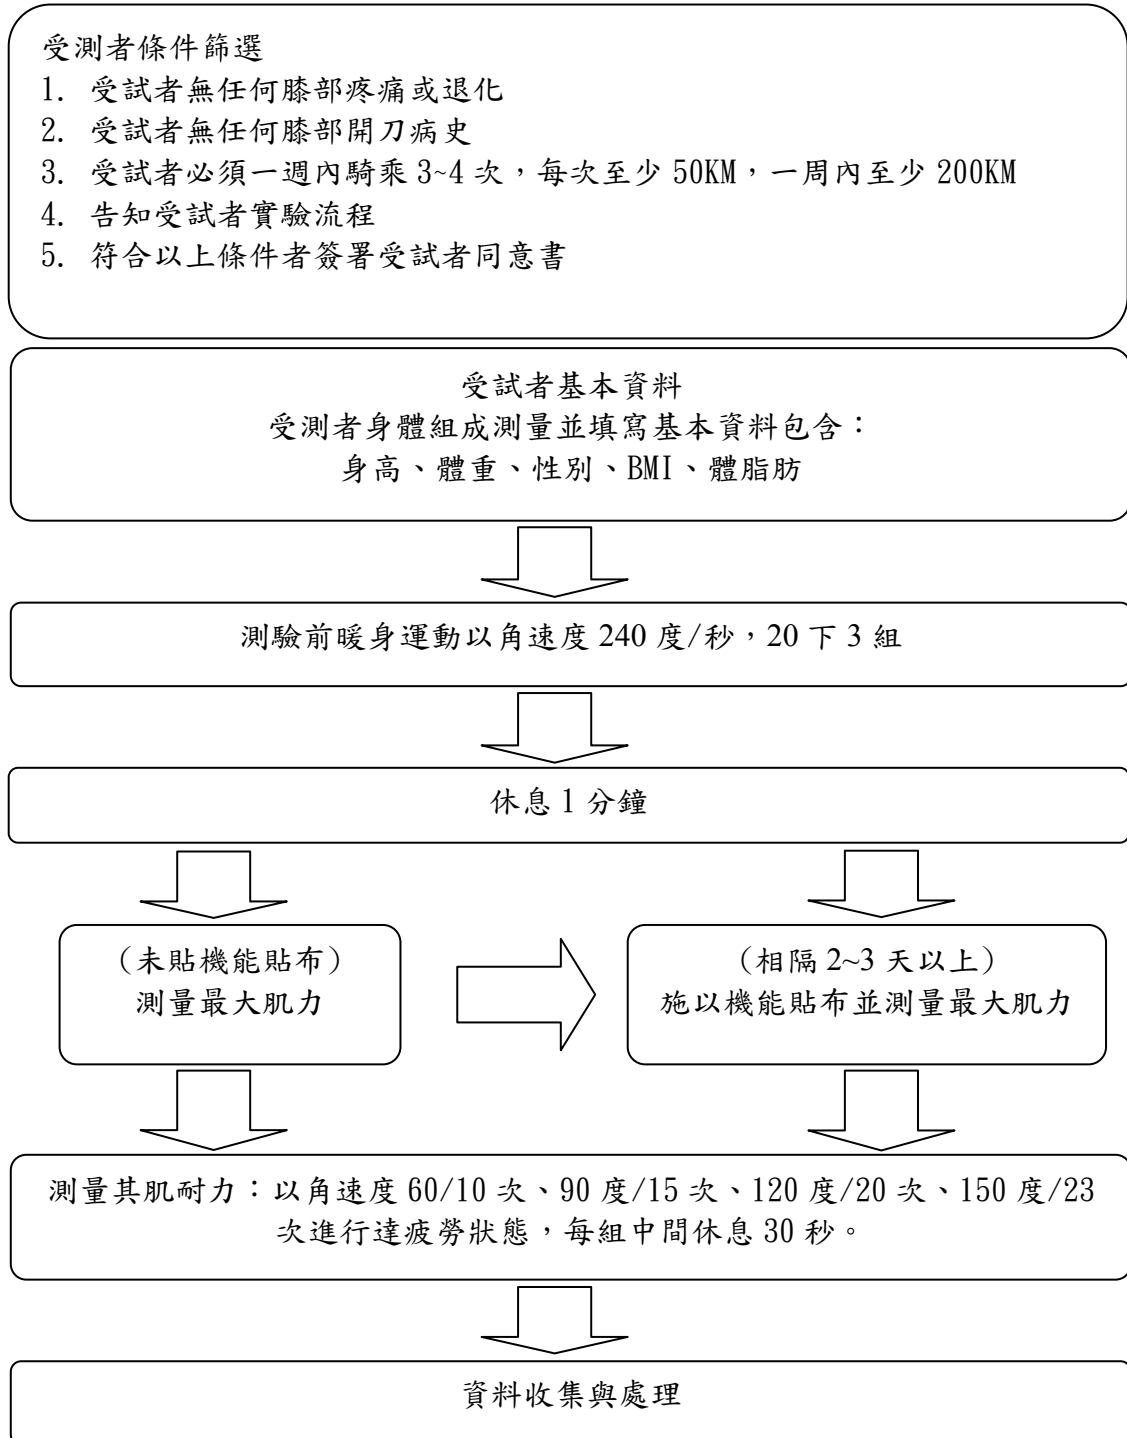 受測者條件篩選
1. 受試者無任何膝部疼痛或退化
2. 受試者無任何膝部開刀病史
3. 受試者必須一週內騎乘 3~4 次，每次至少 50KM，一周內至少 200KM
4. 告知受試者實驗流程
5. 符合以上條件者簽署受試者同意書
受試者基本資料
受測者身體組成測量並填寫基本資料包含：
身高、體重、性別、BMI、體脂肪
測驗前暖身運動以角速度 240 度/秒，20 下 3 組
休息 1 分鐘
（未貼機能貼布）
測量最大肌力
（相隔 2~3 天以上）
施以機能貼布並測量最大肌力
測量其肌耐力：以角速度 60/10 次、90 度/15 次、120 度/20 次、150 度/23
次進行達疲勞狀態，每組中間休息 30 秒。
資料收集與處理